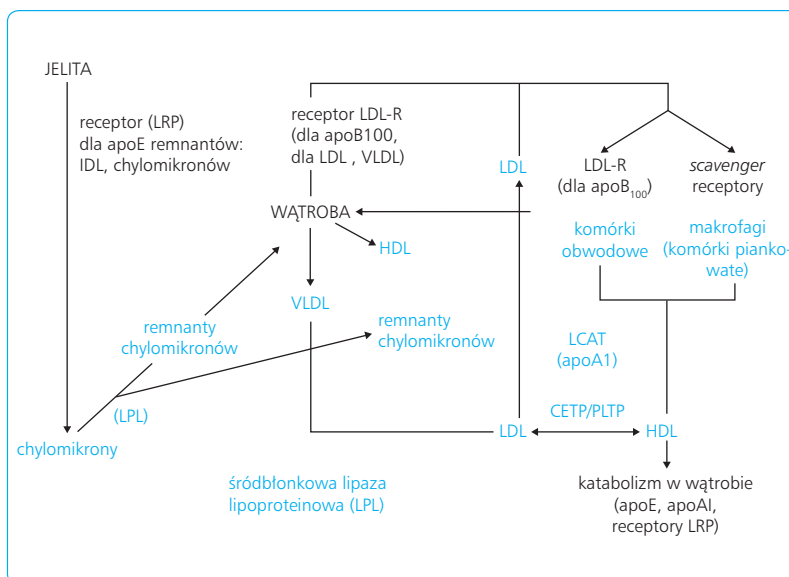 JELITA
receptor (LRP)
dla apoE remnantów:
IDL, chylomikronów
receptor LDL-R
(dla apoB100,
dla LDL , VLDL)
LDL
LDL-R
(dla apoB100)
scavenger
receptory
WĄTROBA
HDL
komórki
obwodowe
makrofagi
(komórki pianko-
wate)
VLDL
remnanty
chylomikronów
remnanty
chylomikronów
LCAT
(apoA1)
(LPL)
CETP/PLTP
chylomikrony
LDL
HDL
śródbłonkowa lipaza
lipoproteinowa (LPL)
katabolizm w wątrobie
(apoE, apoAI,
receptory LRP)